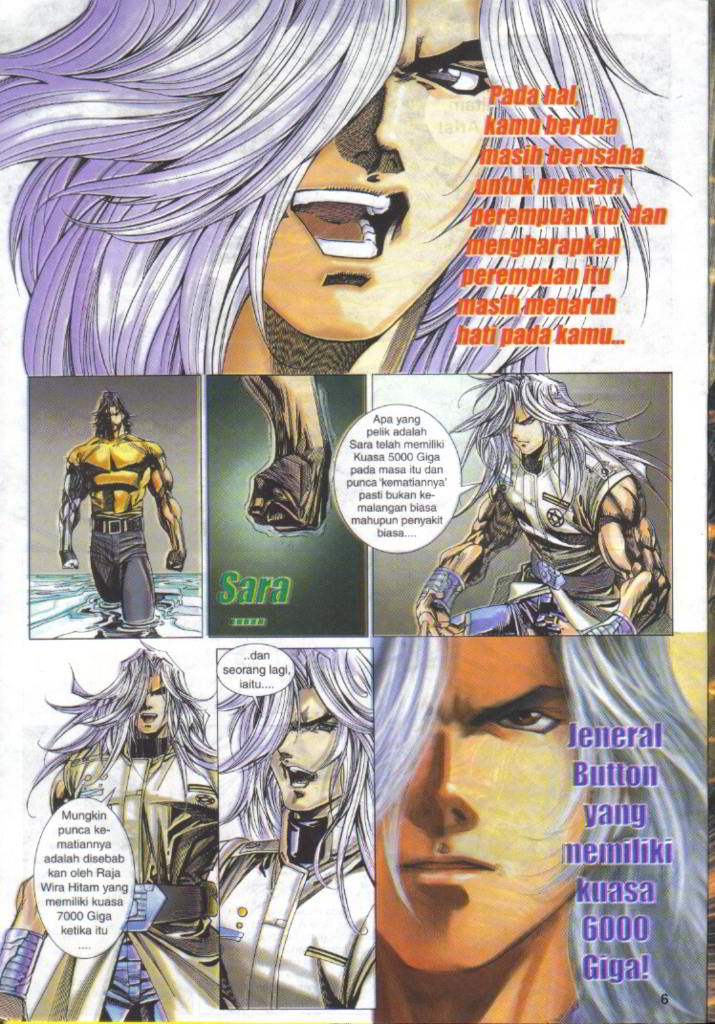 Pada hal,
kamu berdua
masih berusaha
untuk mencari
perempuan itu dan
mengharapkan
perempuan itu
masih menaruh
hati pada kamu...
Apa yang
pelik adalah
Sara telah memiliki
Kuasa 5000 Giga
pada masa itu dan
punca 'kematiannya'
pasti bukan ke-
malangan biasa
mahupun penyakit
biasa....
Sara
.....
Mungkin
punca ke-
matiannya
adalah disebab
kan oleh Raja
Wira Hitam yang
memiliki kuasa
7000 Giga
ketika itu
....
..dan
seorang lagi,
iaitu....
Jeneral
Button
yang
memiliki
kuasa
6000
Giga!
6